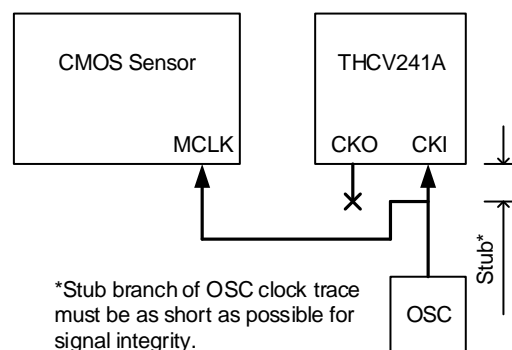 CMOS Sensor
THCV241A
MCLK
CKO
CKI
Stub*
*Stub branch of OSC clock trace
must be as short as possible for
signal integrity.
OSC